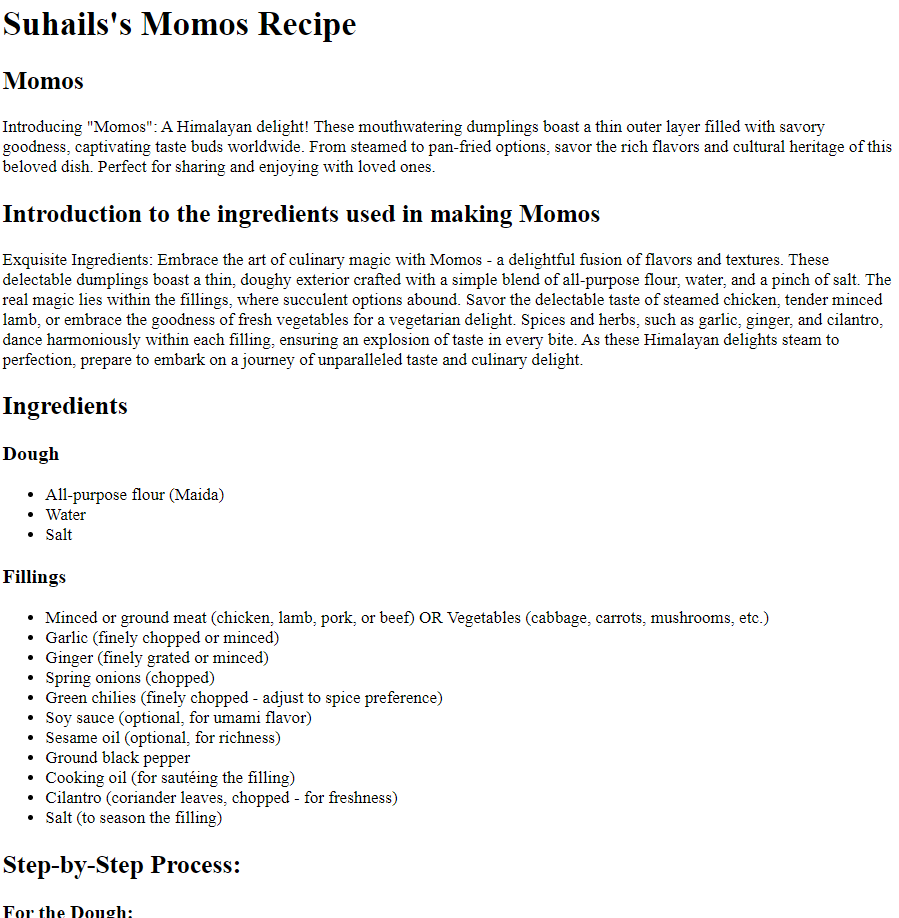 Suhails's Momos Recipe
Momos
Introducing "Momos": A Himalayan delight! These mouthwatering dumplings boast a thin outer layer filled with savory
goodness, captivating taste buds worldwide. From steamed to pan-fried options, savor the rich flavors and cultural heritage of this
beloved dish. Perfect for sharing and enjoying with loved ones.
Introduction to the ingredients used in making Momos
Exquisite Ingredients: Embrace the art of culinary magic with Momos - a delightful fusion of flavors and textures. These
delectable dumplings boast a thin, doughy exterior crafted with a simple blend of all-purpose flour, water, and a pinch of salt. The
real magic lies within the fillings, where succulent options abound. Savor the delectable taste of steamed chicken, tender minced
lamb, or embrace the goodness of fresh vegetables for a vegetarian delight. Spices and herbs, such as garlic, ginger, and cilantro,
dance harmoniously within each filling, ensuring an explosion of taste in every bite. As these Himalayan delights steam to
perfection, prepare to embark on a journey of unparalleled taste and culinary delight.
Ingredients
Dough
• All-purpose flour (Maida)
• Water
• Salt
Fillings
• Minced or ground meat (chicken, lamb, pork, or beef) OR Vegetables (cabbage, carrots, mushrooms, etc.)
• Garlic (finely chopped or minced)
• Ginger (finely grated or minced)
• Spring onions (chopped)
• Green chilies (finely chopped - adjust to spice preference)
• Soy sauce (optional, for umami flavor)
• Sesame oil (optional, for richness)
• Ground black pepper
• Cooking oil (for sautéing the filling)
• Cilantro (coriander leaves, chopped - for freshness)
• Salt (to season the filling)
Step-by-Step Process:
For the Dough: